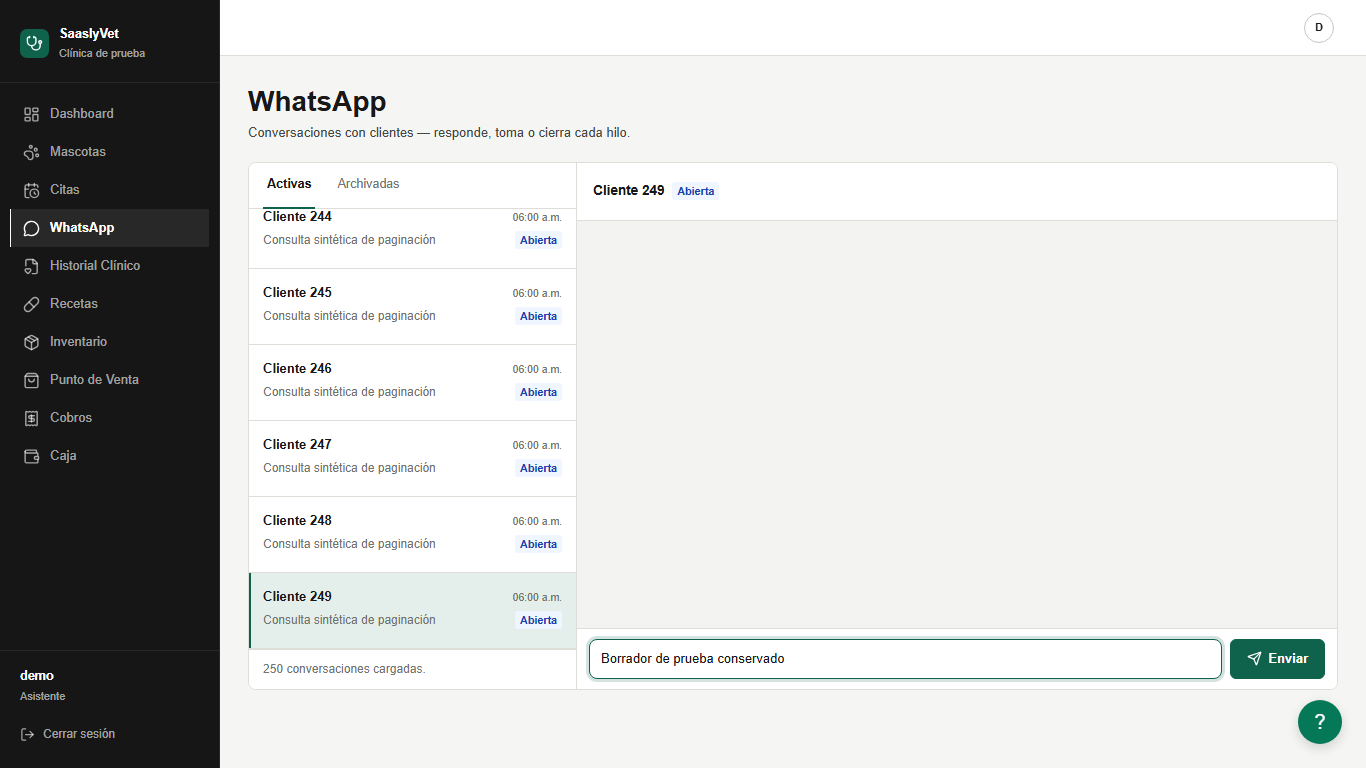 SaaslyVet
Clínica de prueba
D
Dashboard
Mascotas
Citas
WhatsApp
Historial Clínico
Recetas
Inventario
Punto de Venta
Cobros
Caja
demo
Asistente
Cerrar sesión
WhatsApp
Conversaciones con clientes — responde, toma o cierra cada hilo.
Activas Archivadas
Cliente 244 06:00 a.m.
Consulta sintética de paginación Abierta
Cliente 245 06:00 a.m.
Consulta sintética de paginación Abierta
Cliente 246 06:00 a.m.
Consulta sintética de paginación Abierta
Cliente 247 06:00 a.m.
Consulta sintética de paginación Abierta
Cliente 248 06:00 a.m.
Consulta sintética de paginación Abierta
Cliente 249 06:00 a.m.
Consulta sintética de paginación Abierta
250 conversaciones cargadas.
Cliente 249 Abierta
Borrador de prueba conservado
Enviar
?